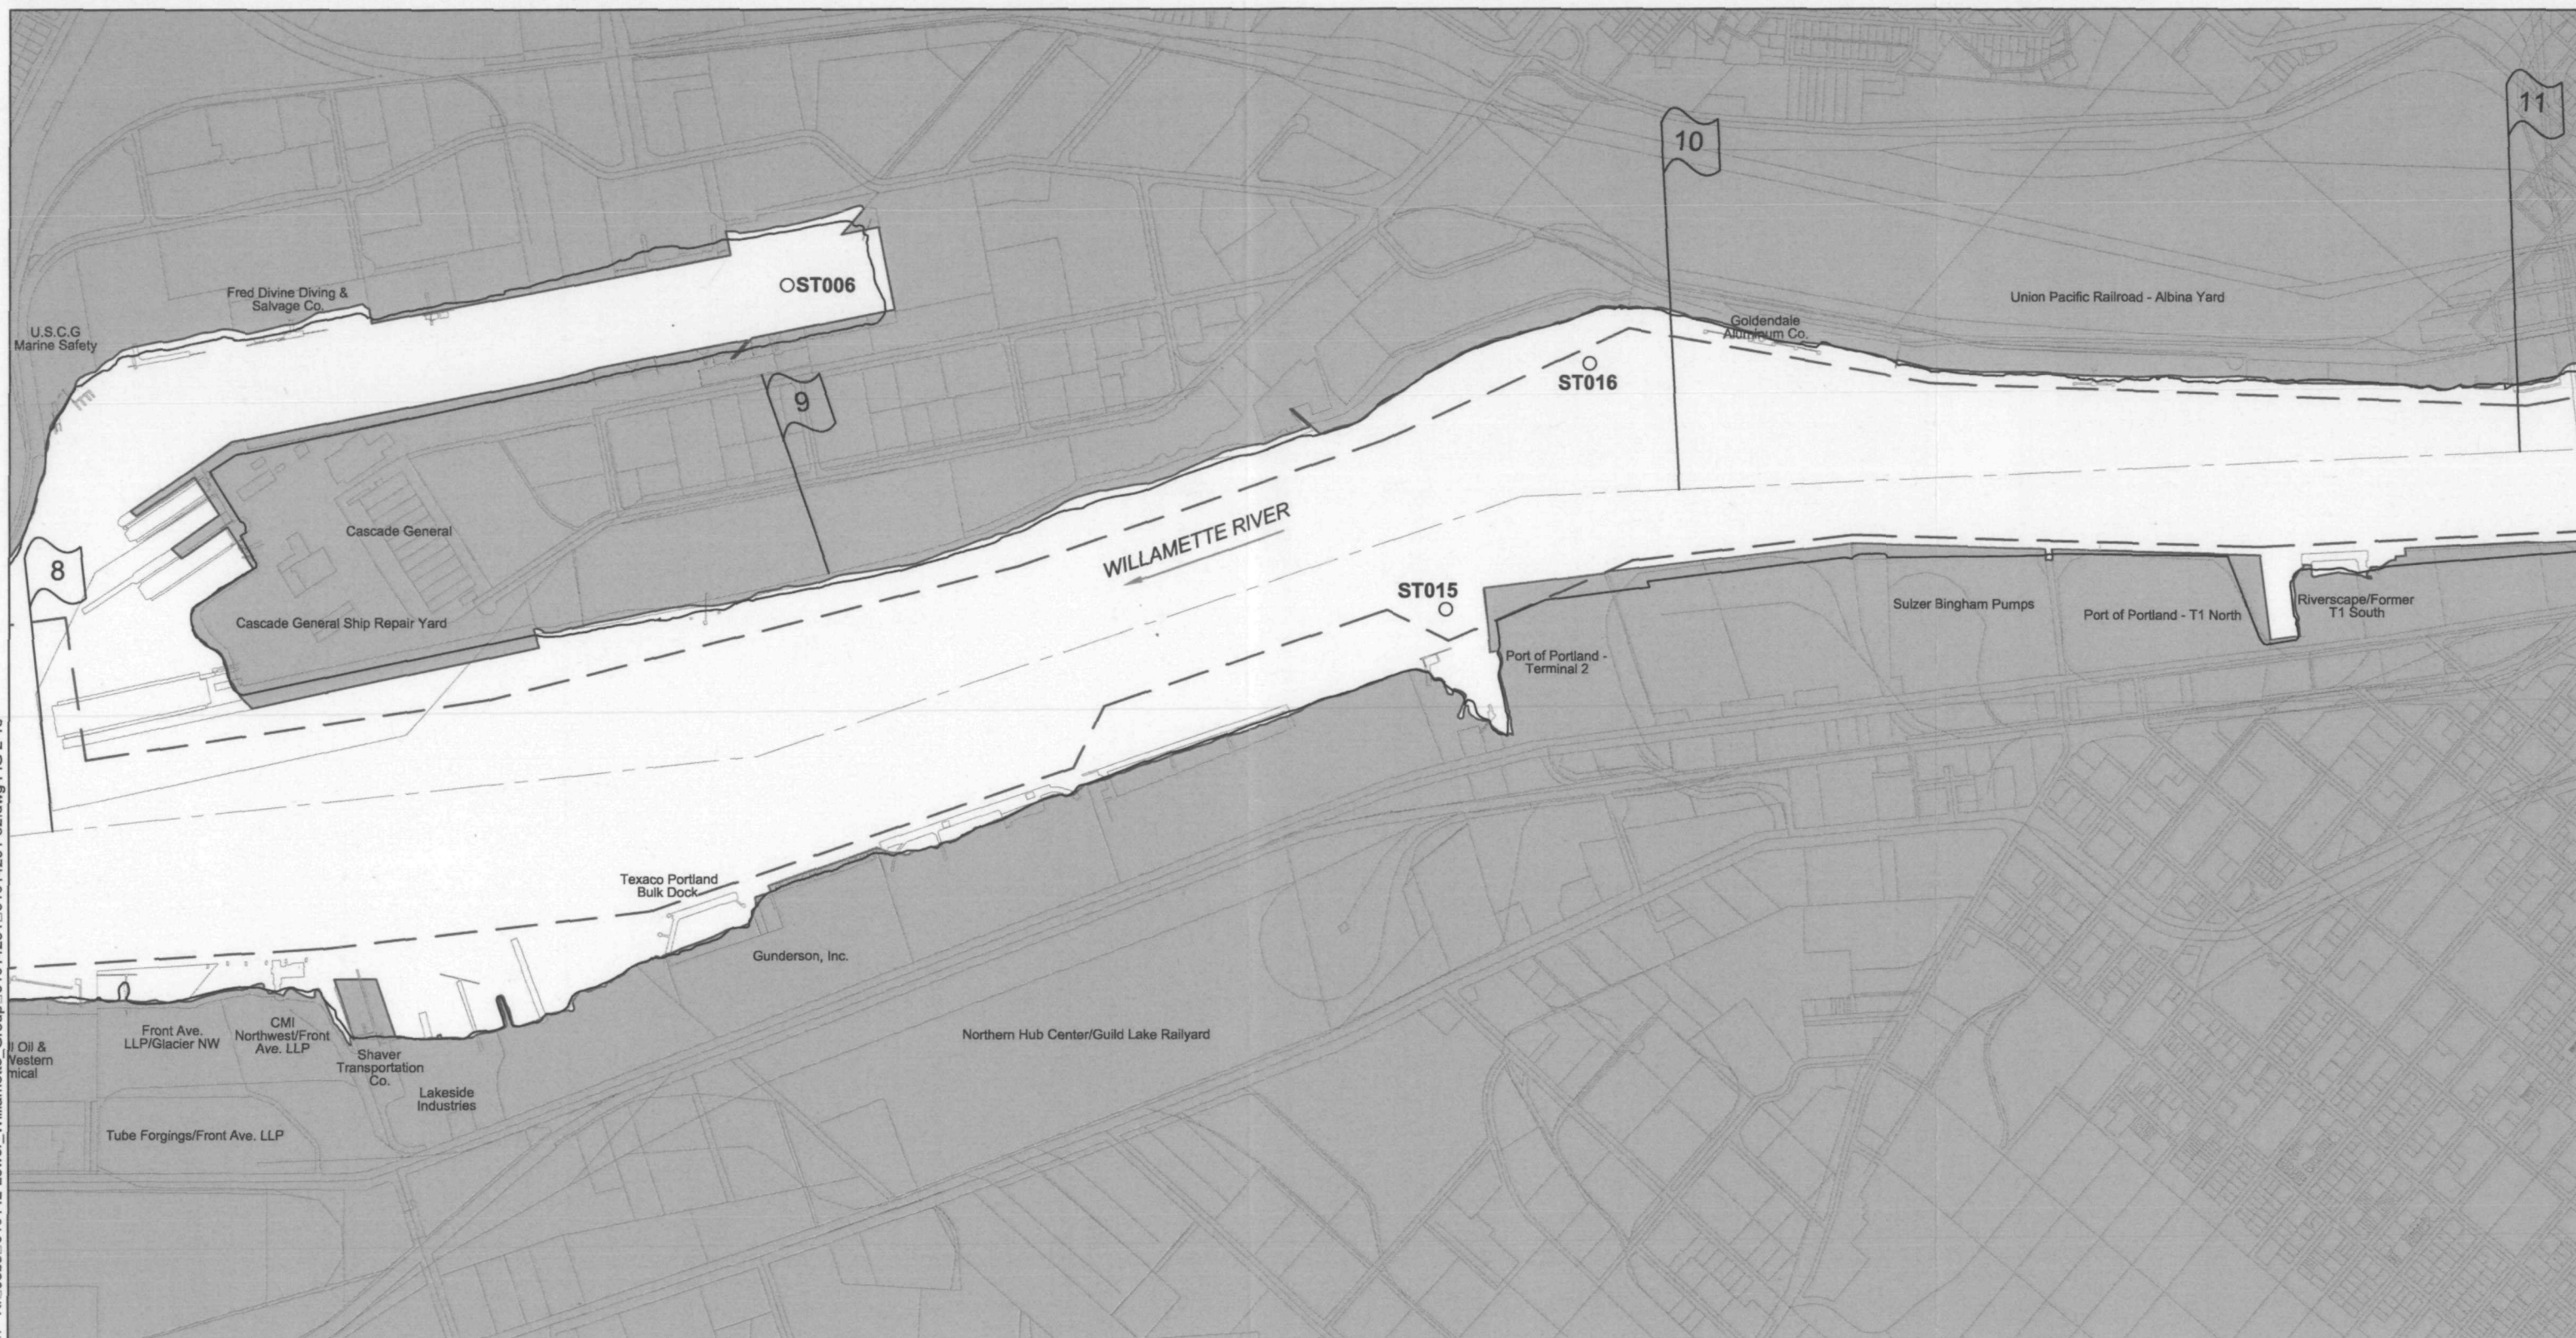 11
10
Union Pacific Railroad - Albina Yard
ST006
Fred Divine Diving &
Salvage Co.
U.S.C.G
Marine Safety
Goldendale
Aluminum Co.
ST016
9
WILLAMETTE RIVER
Cascade General
8
ST015
Cascade General Ship Repair Yard
Sulzer Bingham Pumps
Port of Portland - T1 North
Riverscape/Former
T1 South
Port of Portland -
Terminal 2
Texaco Portland
Bulk Dock
Gunderson, Inc.
Northern Hub Center/Guild Lake Railyard
Front Ave.
LLP/Glacier NW
CMI
Northwest/Front
Ave. LLP
Oil &
Western
mical
Shaver
Transportation
Co.
Lakeside
Industries
Tube Forgings/Front Ave. LLP